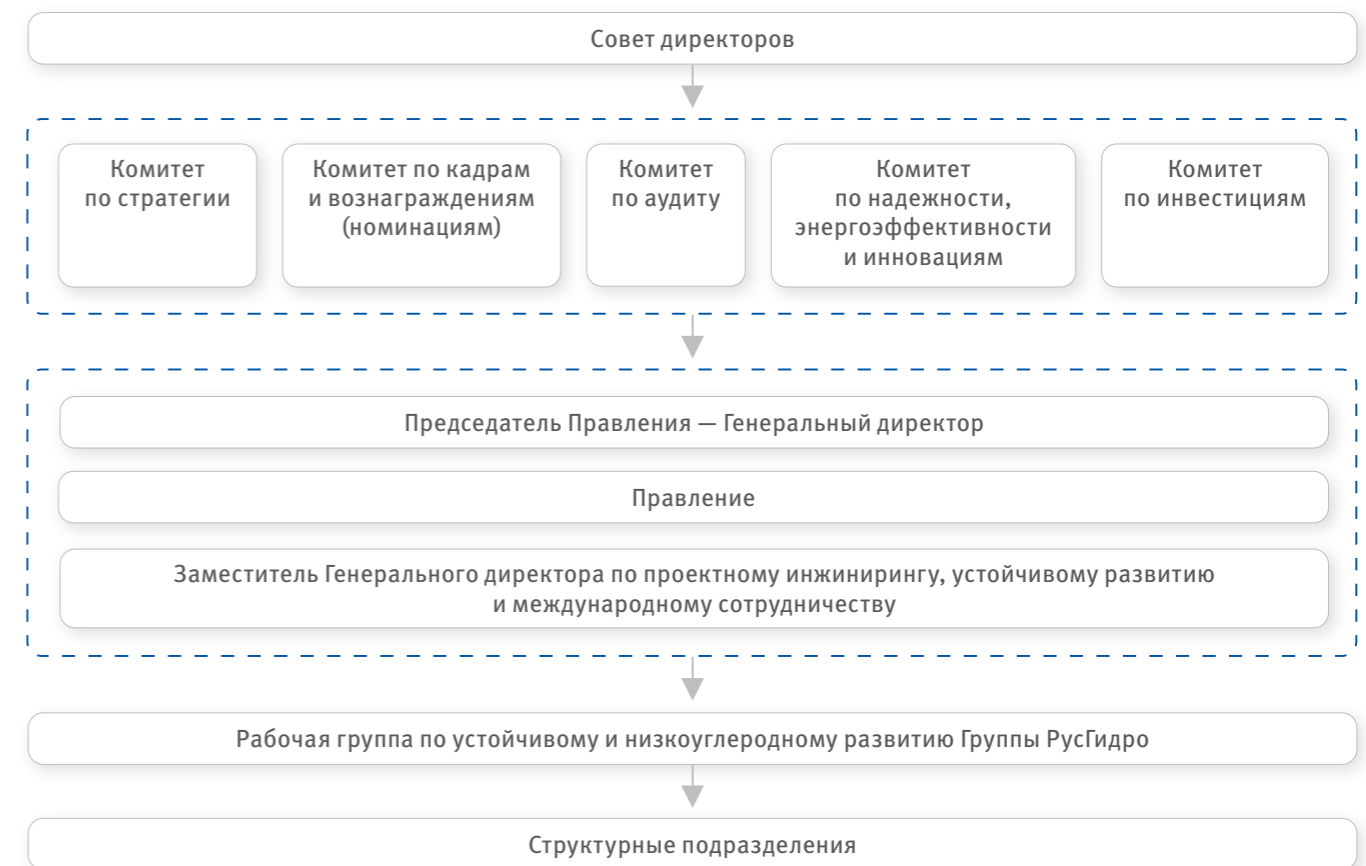 Совет директоров
Комитет
по стратегии
Комитет по кадрам
и вознаграждениям
(номинациям)
Комитет
по аудиту
Комитет
по надежности,
энергоэффективности
и инновациям
Комитет
по инвестициям
Председатель Правления — Генеральный директор
Правление
Заместитель Генерального директора по проектному инжинирингу, устойчивому развитию
и международному сотрудничеству
Рабочая группа по устойчивому и низкоуглеродному развитию Группы РусГидро
Структурные подразделения